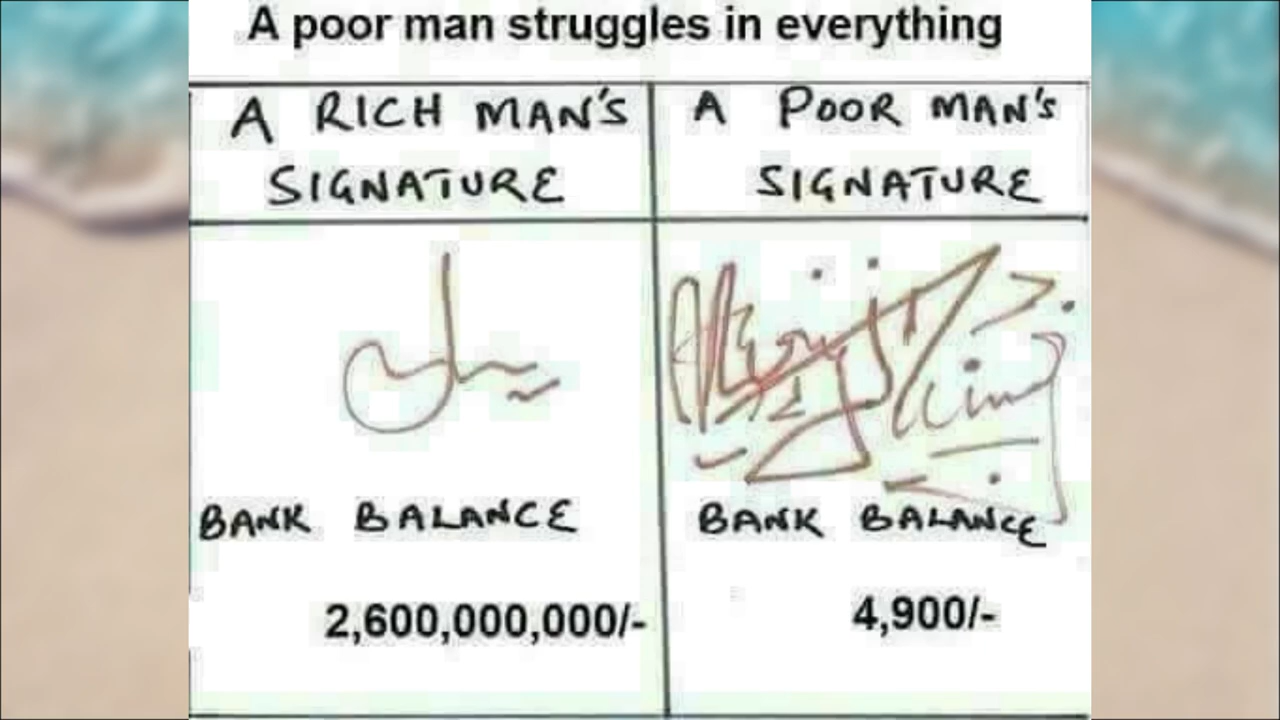 A poor man struggles in everything
A RICH MAN'S
SIGNATURE
A POOR MAN'S
SIGNATURE
BANK BALANCE
2,600,000,000/-
BANK BALANCE
4,900/-